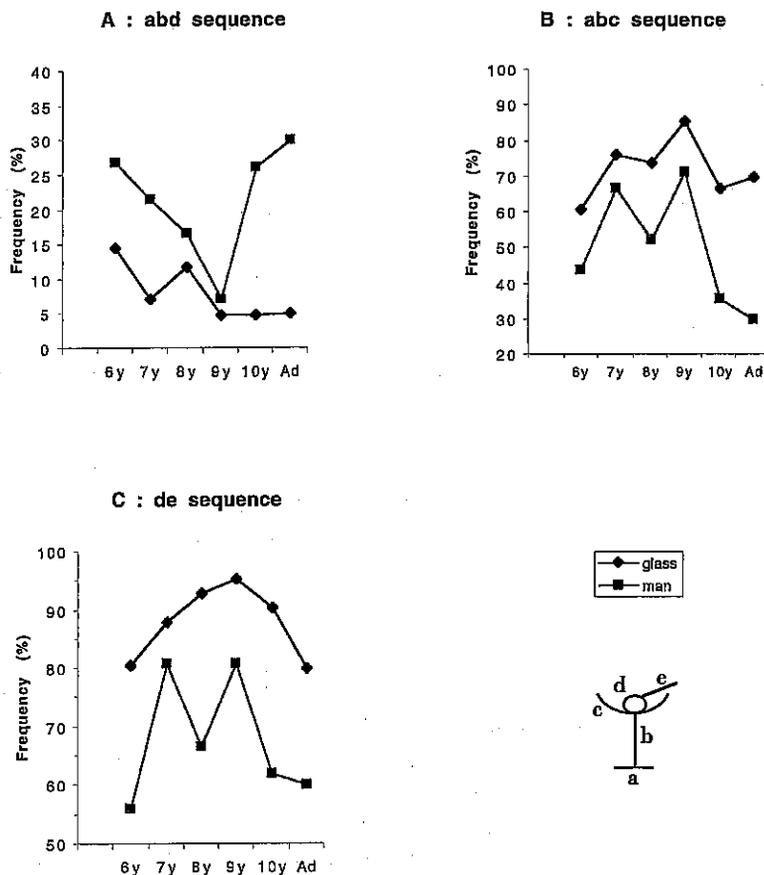 A : abd sequence
40
35
30
25
20
15
10
5
0
Frequency (%)
6y 7y 8y 9y 10y Ad
B : abc sequence
100
90
80
70
60
50
40
30
20
Frequency (%)
6y 7y 8y 9y 10y Ad
C : de sequence
100
90
80
70
60
50
Frequency (%)
6y 7y 8y 9y 10y Ad
glass
man
d e
c
b
a